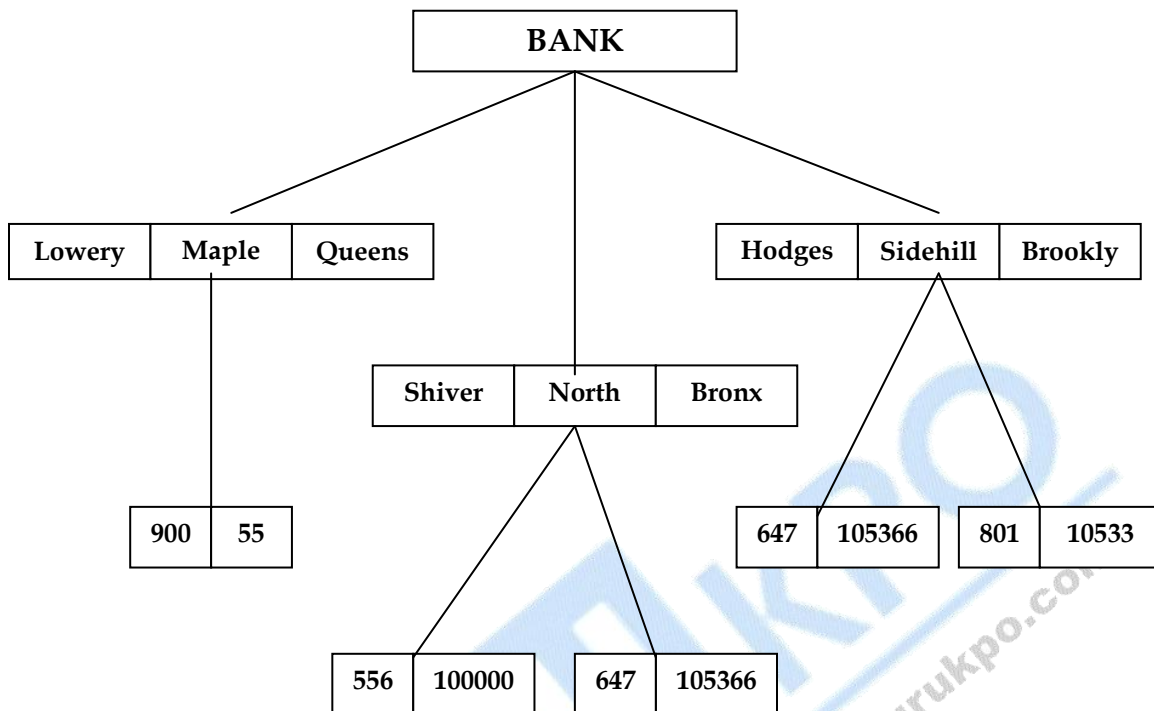 BANK
Lowery Maple Queens
Hodges Sidehill Brookly
Shiver North Bronx
900 55
647 105366
801 10533
556 100000
647 105366
KPO